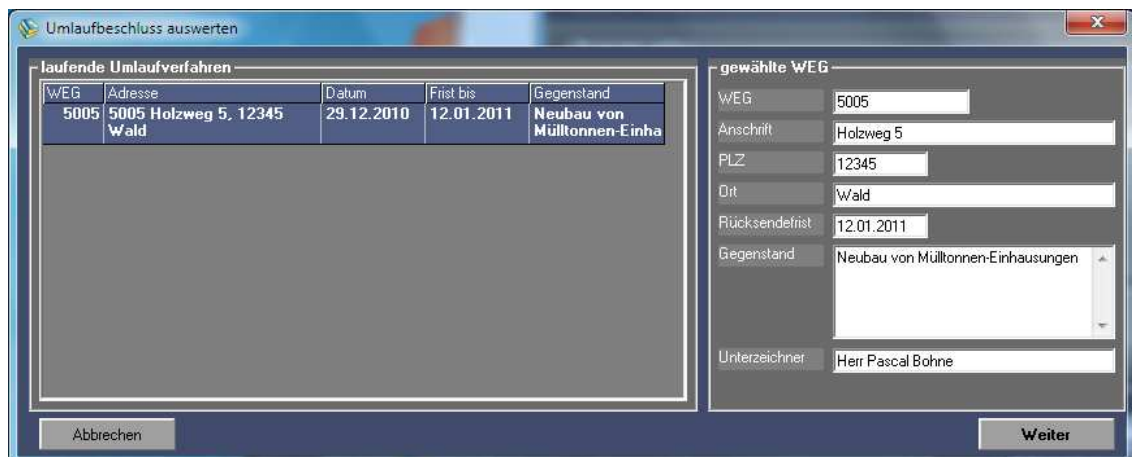 Umlaufbeschluss auswerten
laufende Umlaufverfahren
WEG Adresse Datum Frist bis Gegenstand
5005 5005 Holzweg 5, 12345 29.12.2010 12.01.2011 Neubau von
Wald Mülltonnen-Einha
gewählte WEG
WEG 5005
Anschrift Holzweg 5
PLZ 12345
Ort Wald
Rücksendefrist 12.01.2011
Gegenstand Neubau von Mülltonnen-Einhausungen
Unterzeichner Herr Pascal Bohne
Abbrechen Weiter